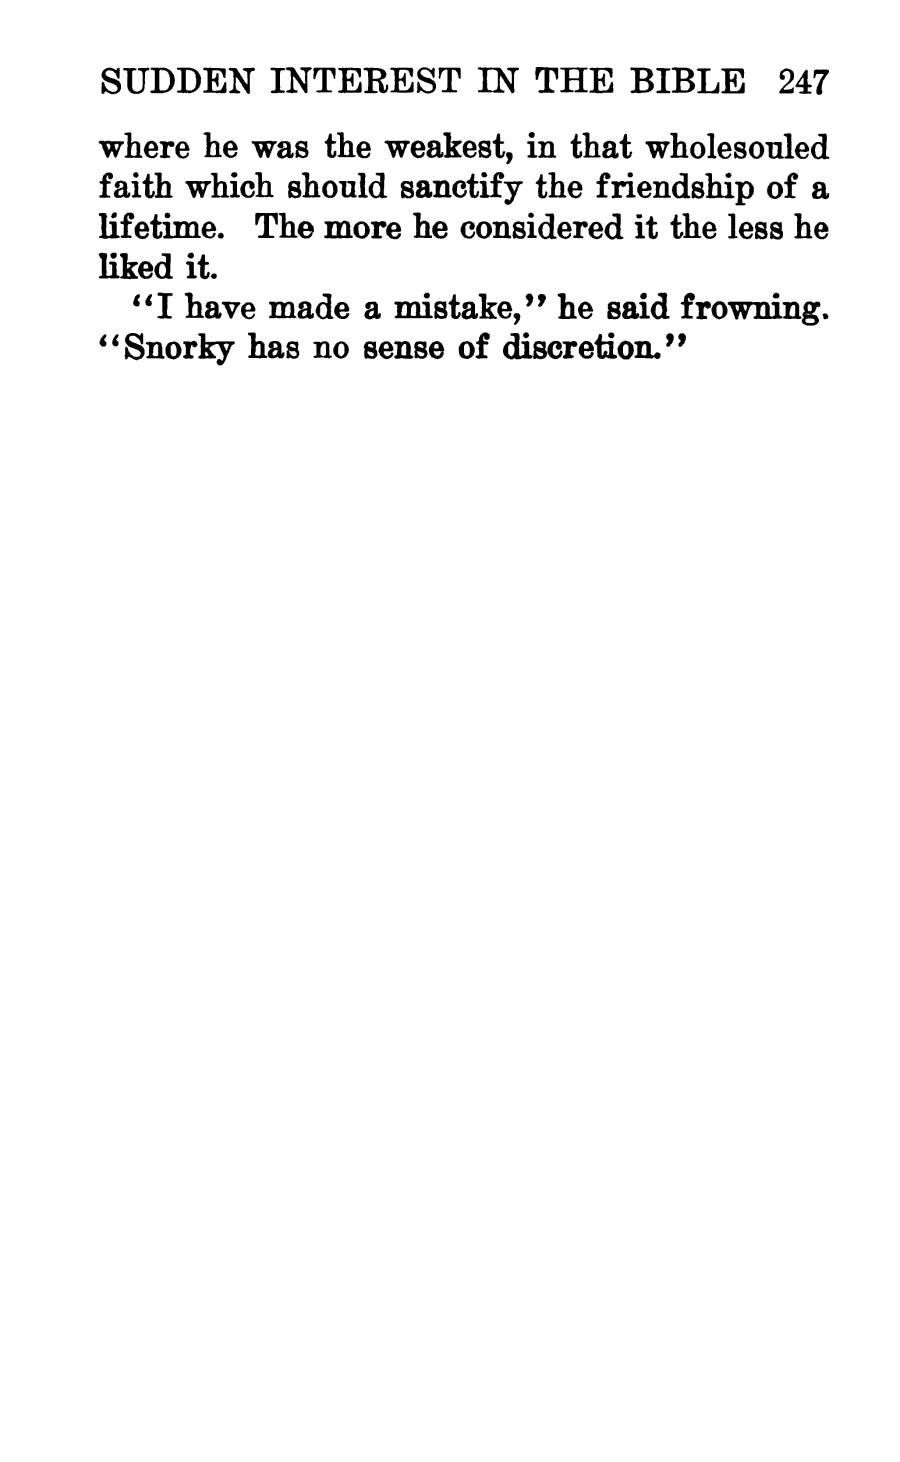 SUDDEN INTEREST IN THE BIBLE 247
where he was the weakest, in that wholesouled
faith which should sanctify the friendship of a
lifetime. The more he considered it the less he
liked it.
"I have made a mistake," he said frowning.
"Snorky has no sense of discretion."